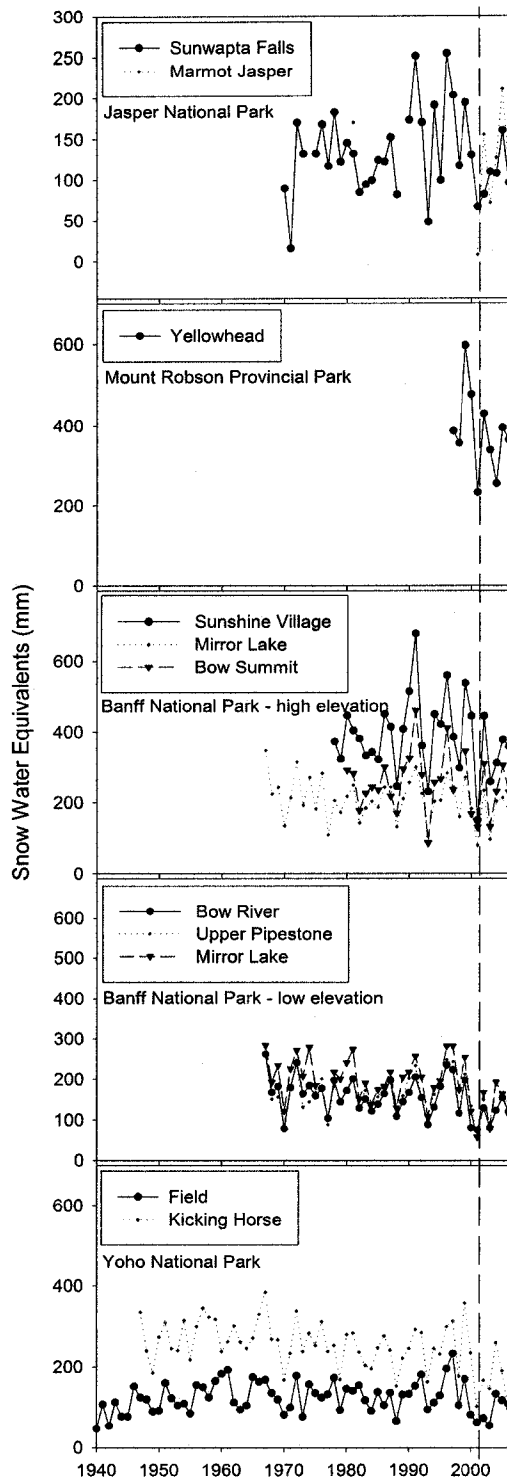 Snow Water Equivalents (mm)
300
250
200
150
100
50
0
Sunwapta Falls
Marmot Jasper
Jasper National Park
600
400
200
0
Yellowhead
Mount Robson Provincial Park
600
400
200
0
Sunshine Village
Mirror Lake
Bow Summit
Banff National Park - high elevation
600
500
400
300
200
100
0
Bow River
Upper Pipestone
Mirror Lake
Banff National Park - low elevation
600
400
200
0
Field
Kicking Horse
Yoho National Park
1940 1950 1960 1970 1980 1990 2000